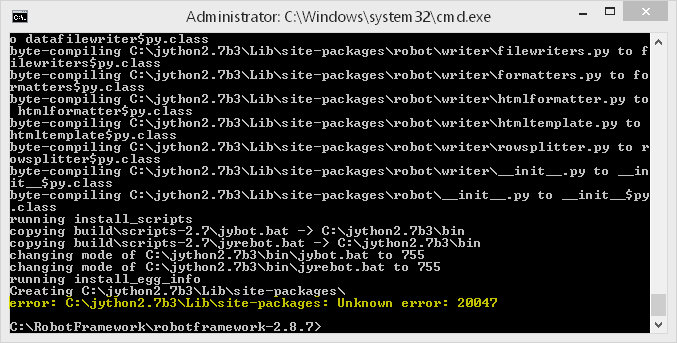 Administrator: C:\Windows\system32\cmd.exe
o datafilewriter$py.class
byte-compiling C:\jython2.7b3\Lib\site-packages\robot\writer\filewriters.py to f
ilewriters$py.class
byte-compiling C:\jython2.7b3\Lib\site-packages\robot\writer\formatters.py to fo
rmatters$py.class
byte-compiling C:\jython2.7b3\Lib\site-packages\robot\writer\htmlformatter.py to
 htmlformatter$py.class
byte-compiling C:\jython2.7b3\Lib\site-packages\robot\writer\htmltemplate.py to
htmltemplate$py.class
byte-compiling C:\jython2.7b3\Lib\site-packages\robot\writer\rowsplitter.py to r
owsplitter$py.class
byte-compiling C:\jython2.7b3\Lib\site-packages\robot\writer\__init__.py to __in
it__$py.class
byte-compiling C:\jython2.7b3\Lib\site-packages\robot\__init__.py to __init__$py
.class
running install_scripts
copying build\scripts-2.7\jybot.bat -> C:\jython2.7b3\bin
copying build\scripts-2.7\jyrebot.bat -> C:\jython2.7b3\bin
changing mode of C:\jython2.7b3\bin\jybot.bat to 755
changing mode of C:\jython2.7b3\bin\jyrebot.bat to 755
running install_egg_info
Creating C:\jython2.7b3\Lib\site-packages\
error: C:\jython2.7b3\Lib\site-packages: Unknown error: 20047
C:\RobotFramework\robotframework-2.8.7>